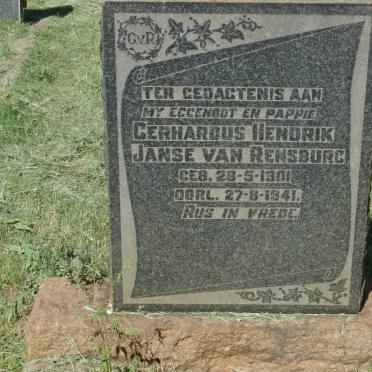 GVR
TER GEDAGTENIS AAN
MY EGGENOOT EN PAPPIE
GERHARDUS HENDRIK
JANSE VAN RENSBURG
GEB. 28-5-1901
OORL. 27-8-1941.
RUS IN VREDE.